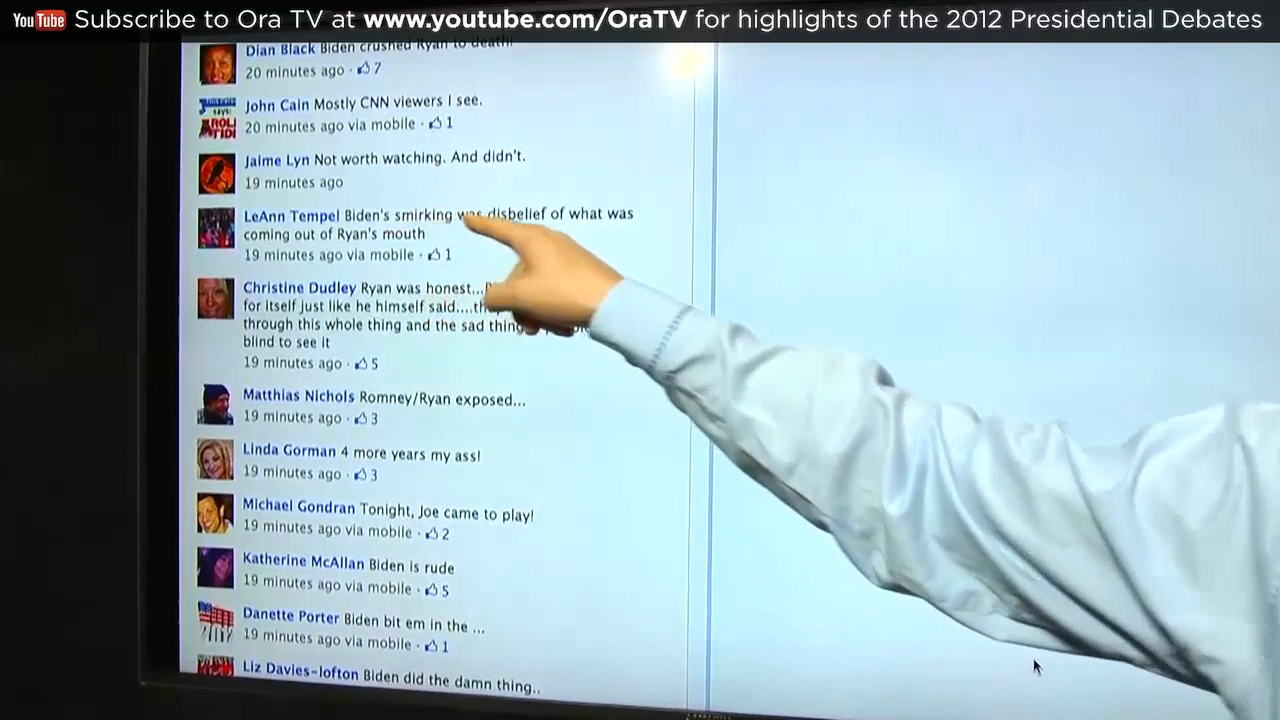 You Tube Subscribe to Ora TV at www.youtube.com/OraTV for highlights of the 2012 Presidential Debates
Dian Black Biden crushed Ryan to death!
20 minutes ago · 7
John Cain Mostly CNN viewers I see.
20 minutes ago via mobile · 1
Jaime Lyn Not worth watching. And didn't.
19 minutes ago
LeAnn Tempel Biden's smirking was disbelief of what was
coming out of Ryan's mouth
19 minutes ago via mobile · 1
Christine Dudley Ryan was honest...
for itself just like he himself said....
through this whole thing and the sad thing
blind to see it
19 minutes ago · 5
Matthias Nichols Romney/Ryan exposed...
19 minutes ago · 3
Linda Gorman 4 more years my ass!
19 minutes ago · 3
Michael Gondran Tonight, Joe came to play!
19 minutes ago via mobile · 2
Katherine McAllan Biden is rude
19 minutes ago via mobile · 5
Danette Porter Biden bit em in the ...
19 minutes ago via mobile · 1
Liz Davies-lofton Biden did the damn thing..